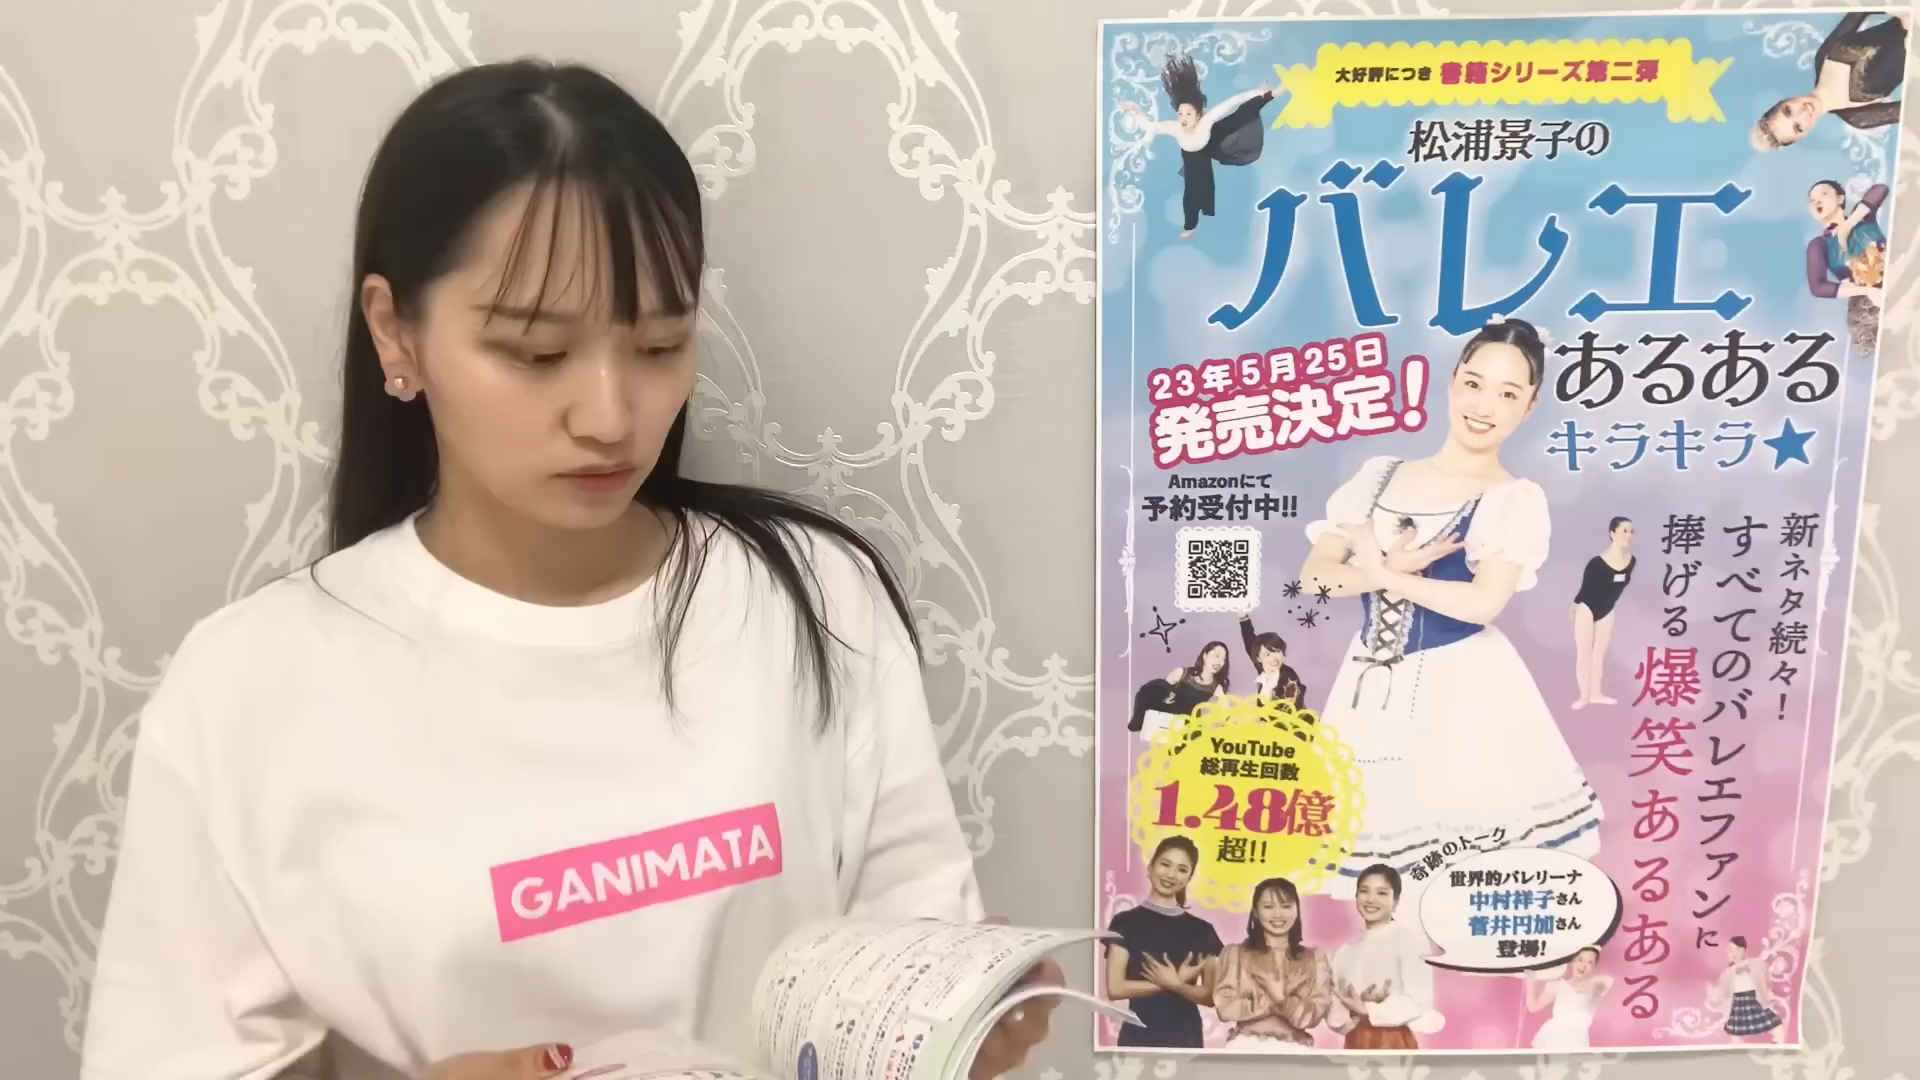 大好評につき 書籍シリーズ第二弾
松浦景子の
バレエ
あるある
キラキラ★
23年5月25日
発売決定!
Amazonにて
予約受付中!!
新ネタ続々!
すべてのバレエファンに
捧げる爆笑あるある
YouTube
総再生回数
1.48億
超!!
奇跡のトーク
世界的バレリーナ
中村祥子さん
菅井円加さん
登場!
GANIMATA